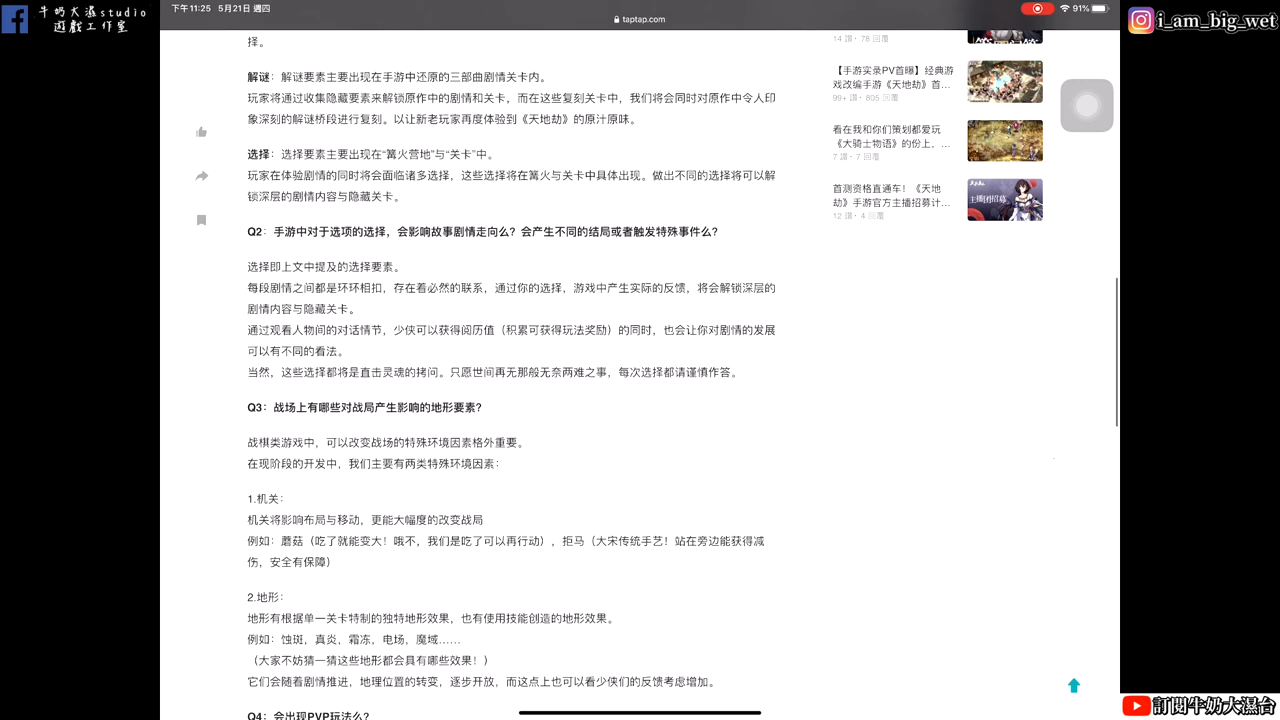 牛奶大濕studio
遊戲工作室
下午11:25 5月21日 週四
taptap.com
91%
i_am_big_wet
择。
解谜：解谜要素主要出现在手游中还原的三部曲剧情关卡内。
玩家将通过收集隐藏要素来解锁原作中的剧情和关卡，而在这些复刻关卡中，我们将会同时对原作中令人印
象深刻的解谜桥段进行复刻。以让新老玩家再度体验到《天地劫》的原汁原味。
选择：选择要素主要出现在“篝火营地”与“关卡”中。
玩家在体验剧情的同时将会面临诸多选择，这些选择将在篝火与关卡中具体出现。做出不同的选择将可以解
锁深层的剧情内容与隐藏关卡。
Q2：手游中对于选项的选择，会影响故事剧情走向么？会产生不同的结局或者触发特殊事件么？
选择即上文中提及的选择要素。
每段剧情之间都是环环相扣，存在着必然的联系，通过你的选择，游戏中产生实际的反馈，将会解锁深层的
剧情内容与隐藏关卡。
通过观看人物间的对话情节，少侠可以获得阅历值（积累可获得玩法奖励）的同时，也会让你对剧情的发展
可以有不同的看法。
当然，这些选择都将是直击灵魂的拷问。只愿世间再无那般无奈两难之事，每次选择都请谨慎作答。
Q3：战场上有哪些对战局产生影响的地形要素？
战棋类游戏中，可以改变战场的特殊环境因素格外重要。
在现阶段的开发中，我们主要有两类特殊环境因素：
1.机关：
机关将影响布局与移动，更能大幅度的改变战局
例如：蘑菇（吃了就能变大！哦不，我们是吃了可以再行动），拒马（大宋传统手艺！站在旁边能获得减
伤，安全有保障）
2.地形：
地形有根据单一关卡特制的独特地形效果，也有使用技能创造的地形效果。
例如：蚀斑，真炎，霜冻，电场，魔域……
（大家不妨猜一猜这些地形都会具有哪些效果！）
它们会随着剧情推进，地理位置的转变，逐步开放，而这点上也可以看少侠们的反馈考虑增加。
Q4：会出现PVP玩法么？
14 讚 · 78 回覆
【手游实录PV首曝】经典游
戏改编手游《天地劫》首…
99+ 讚 · 805 回覆
看在我和你们策划都爱玩
《大骑士物语》的份上，…
7 讚 · 7 回覆
首测资格直通车！《天地
劫》手游官方主播招募计…
12 讚 · 4 回覆
主播团招募
訂閱牛奶大濕台